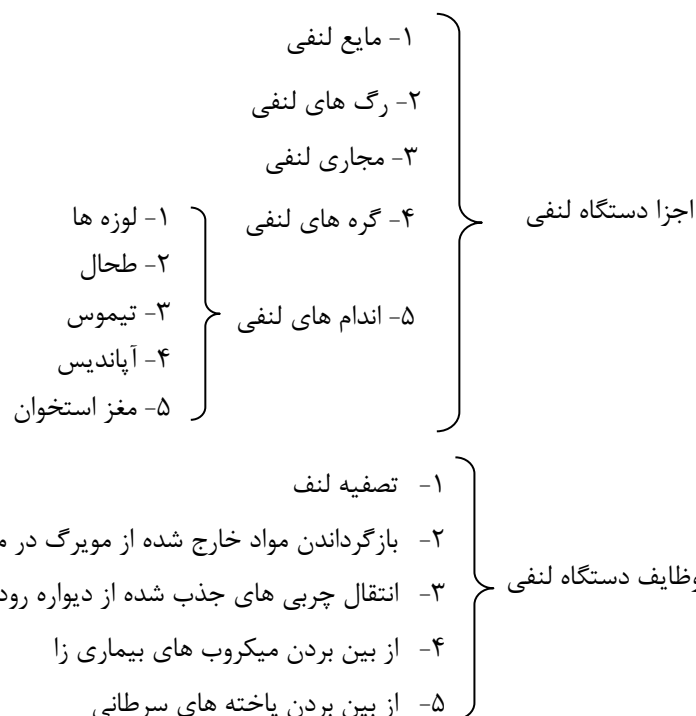 اجزا دستگاه لنفی
۱- مایع لنفی
۲- رگ های لنفی
۳- مجاری لنفی
۴- گره های لنفی
۵- اندام های لنفی
۱- لوزه ها
۲- طحال
۳- تیموس
۴- آپاندیس
۵- مغز استخوان
وظایف دستگاه لنفی
۱- تصفیه لنف
۲- بازگرداندن مواد خارج شده از مویرگ در
۳- انتقال چربی های جذب شده از دیواره
۴- از بین بردن میکروب های بیماری زا
۵- از بین بردن یاخته های سرطانی